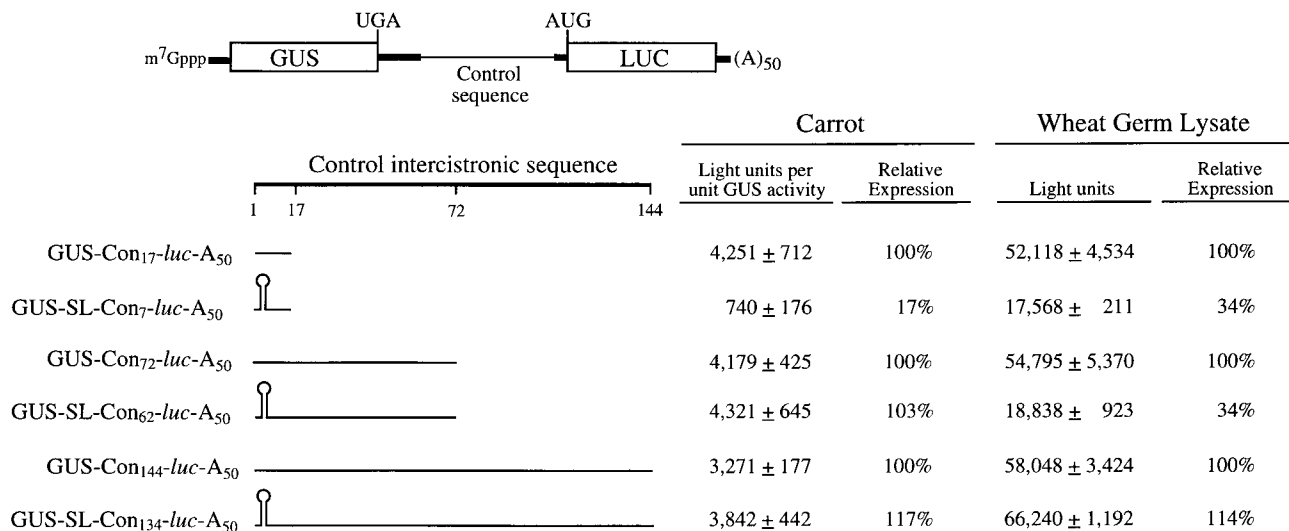 UGA AUG
m⁷Gppp GUS LUC (A)₅₀
Control
sequence
Carrot Wheat Germ Lysate
Control intercistronic sequence
Light units per Relative Relative
unit GUS activity Expression Light units Expression
1 17 72 144
GUS-Con₁₇-luc-A₅₀ 4,251 ± 712 100% 52,118 ± 4,534 100%
GUS-SL-Con₇-luc-A₅₀ 740 ± 176 17% 17,568 ± 211 34%
GUS-Con₇₂-luc-A₅₀ 4,179 ± 425 100% 54,795 ± 5,370 100%
GUS-SL-Con₆₂-luc-A₅₀ 4,321 ± 645 103% 18,838 ± 923 34%
GUS-Con₁₄₄-luc-A₅₀ 3,271 ± 177 100% 58,048 ± 3,424 100%
GUS-SL-Con₁₃₄-luc-A₅₀ 3,842 ± 442 117% 66,240 ± 1,192 114%